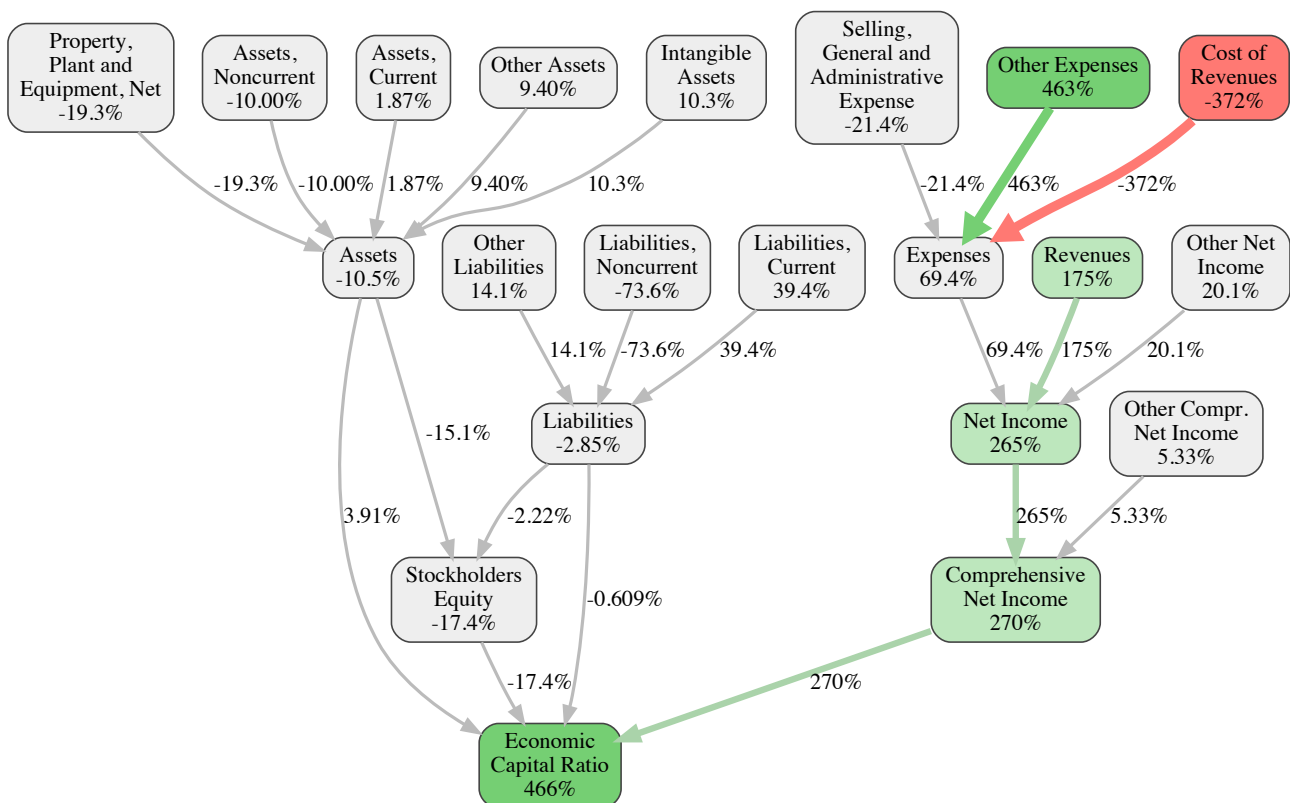 Property,
Plant and
Equipment, Net
-19.3%
Assets,
Noncurrent
-10.00%
Assets,
Current
1.87%
Other Assets
9.40%
Intangible
Assets
10.3%
Selling,
General and
Administrative
Expense
-21.4%
Other Expenses
463%
Cost of
Revenues
-372%
-19.3%
-10.00%
1.87%
9.40%
10.3%
-21.4%
463%
-372%
Assets
-10.5%
Other
Liabilities
14.1%
Liabilities,
Noncurrent
-73.6%
Liabilities,
Current
39.4%
Expenses
69.4%
Revenues
175%
Other Net
Income
20.1%
14.1%
-73.6%
39.4%
69.4%
175%
20.1%
-15.1%
Liabilities
-2.85%
Net Income
265%
Other Compr.
Net Income
5.33%
3.91%
-2.22%
265%
5.33%
Stockholders
Equity
-17.4%
-0.609%
Comprehensive
Net Income
270%
-17.4%
270%
Economic
Capital Ratio
466%